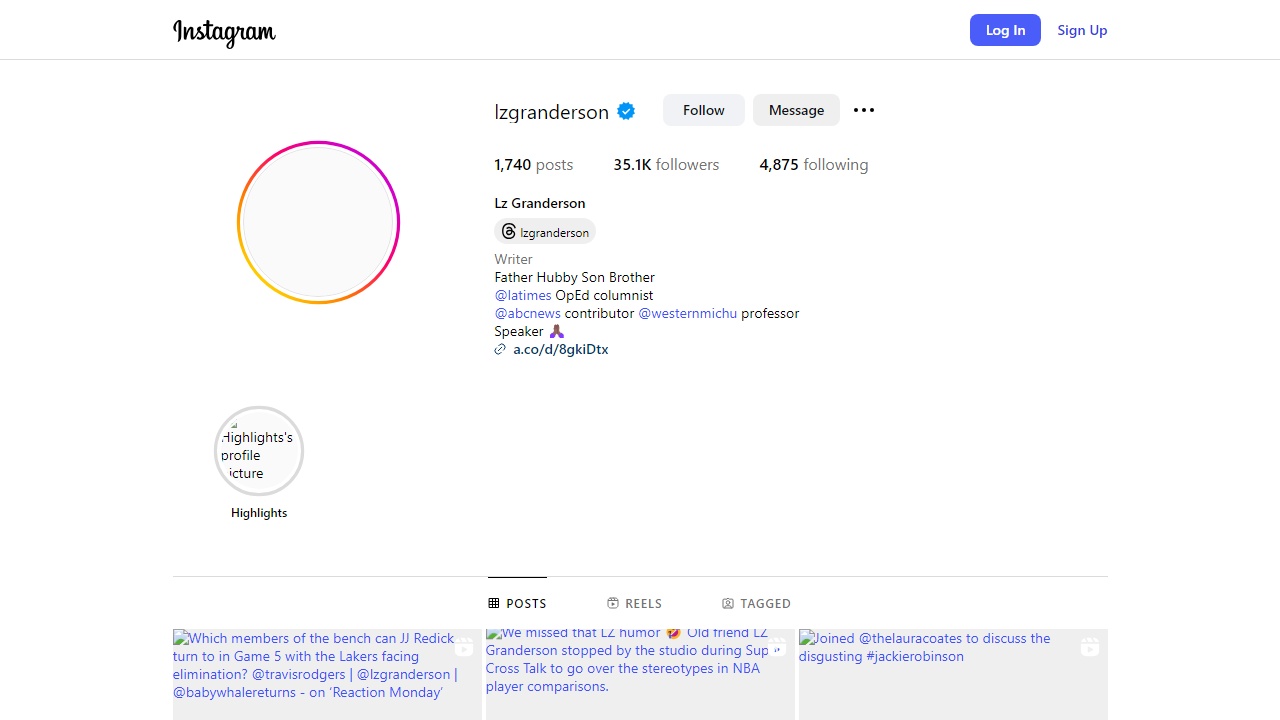 Instagram
Log In
Sign Up
lzgranderson
Follow
Message
1,740 posts
35.1K followers
4,875 following
Lz Granderson
lzgranderson
Writer
Father Hubby Son Brother
@latimes OpEd columnist
@abcnews contributor @westernmichu professor
Speaker 🙏🏾
a.co/d/8gkiDtx
Highlights's
profile
picture
Highlights
POSTS
REELS
TAGGED
Which members of the bench can JJ Redick
turn to in Game 5 with the Lakers facing
elimination? @travisrodgers | @lzgranderson |
@babywhalereturns - on ‘Reaction Monday’
We missed that LZ humor 🤣 Old friend LZ
Granderson stopped by the studio during Super
Cross Talk to go over the stereotypes in NBA
player comparisons.
Joined @thelauracoates to discuss the
disgusting #jackierobinson